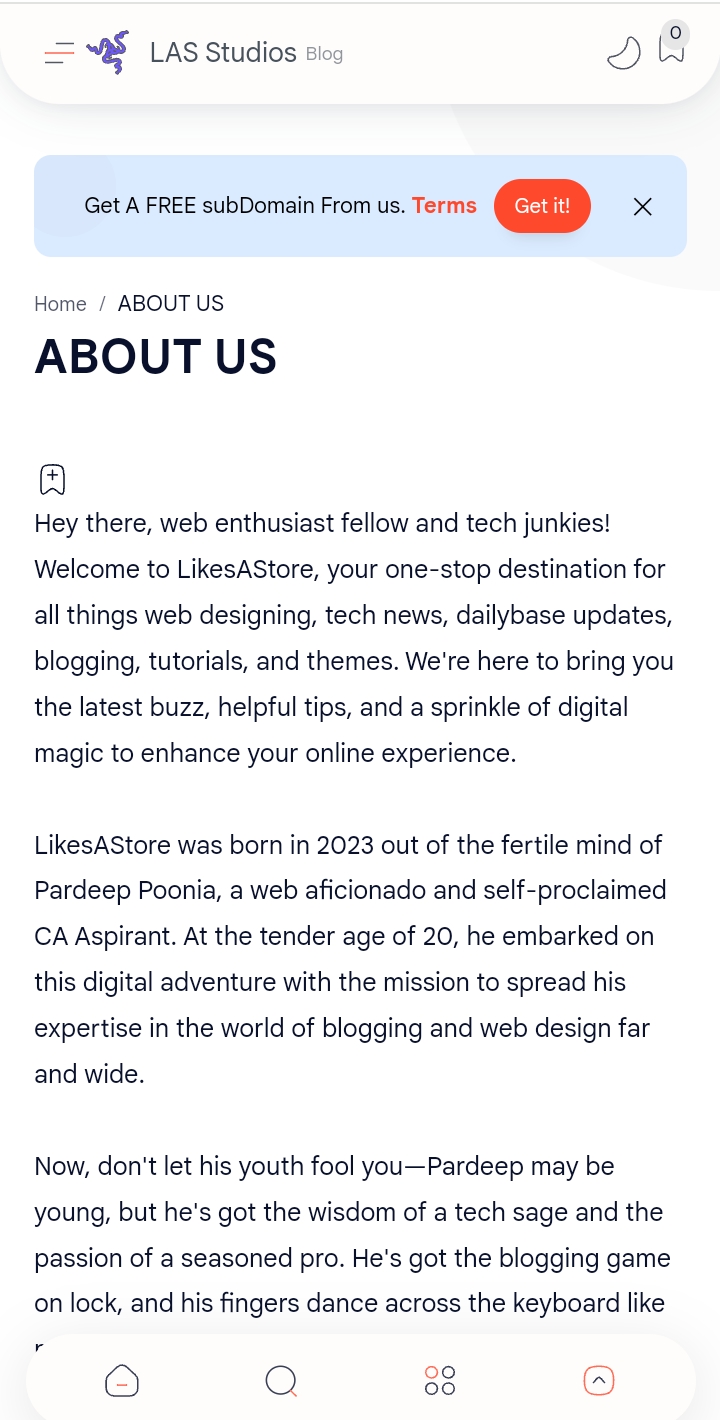 LAS Studios Blog
0
Get A FREE subDomain From us. Terms Get it!
Home / ABOUT US
ABOUT US
Hey there, web enthusiast fellow and tech junkies!
Welcome to LikesAStore, your one-stop destination for
all things web designing, tech news, dailybase updates,
blogging, tutorials, and themes. We're here to bring you
the latest buzz, helpful tips, and a sprinkle of digital
magic to enhance your online experience.
LikesAStore was born in 2023 out of the fertile mind of
Pardeep Poonia, a web aficionado and self-proclaimed
CA Aspirant. At the tender age of 20, he embarked on
this digital adventure with the mission to spread his
expertise in the world of blogging and web design far
and wide.
Now, don't let his youth fool you—Pardeep may be
young, but he's got the wisdom of a tech sage and the
passion of a seasoned pro. He's got the blogging game
on lock, and his fingers dance across the keyboard like